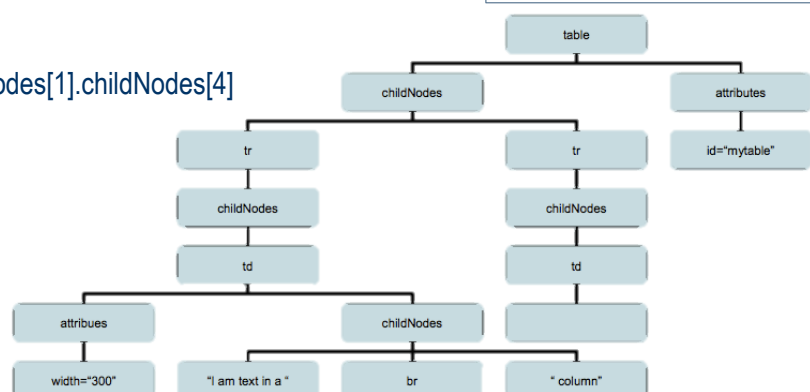 table
odes[1].childNodes[4]
childNodes
attributes
tr
tr
id="mytable"
childNodes
childNodes
td
td
attribues
childNodes
width="300"
"I am text in a "
br
" column"